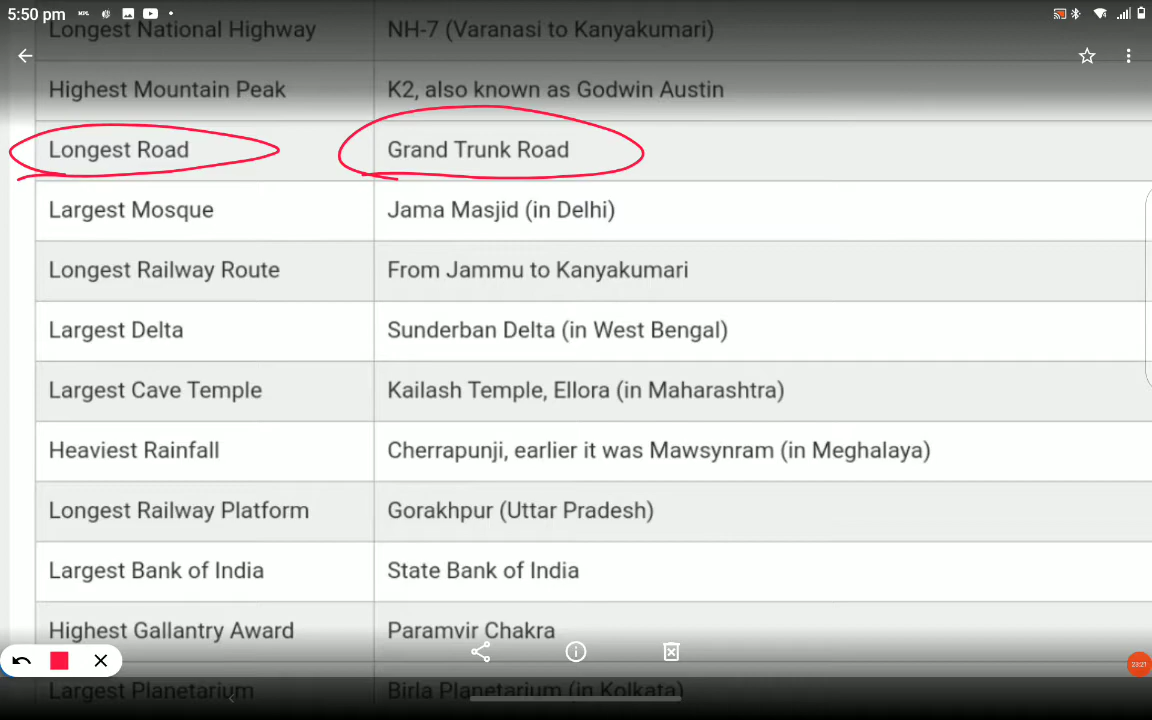 5:50 pm
Longest National Highway NH-7 (Varanasi to Kanyakumari)
Highest Mountain Peak K2, also known as Godwin Austin
Longest Road Grand Trunk Road
Largest Mosque Jama Masjid (in Delhi)
Longest Railway Route From Jammu to Kanyakumari
Largest Delta Sunderban Delta (in West Bengal)
Largest Cave Temple Kailash Temple, Ellora (in Maharashtra)
Heaviest Rainfall Cherrapunji, earlier it was Mawsynram (in Meghalaya)
Longest Railway Platform Gorakhpur (Uttar Pradesh)
Largest Bank of India State Bank of India
Highest Gallantry Award Paramvir Chakra
23:21
Largest Planetarium Birla Planetarium (in Kolkata)